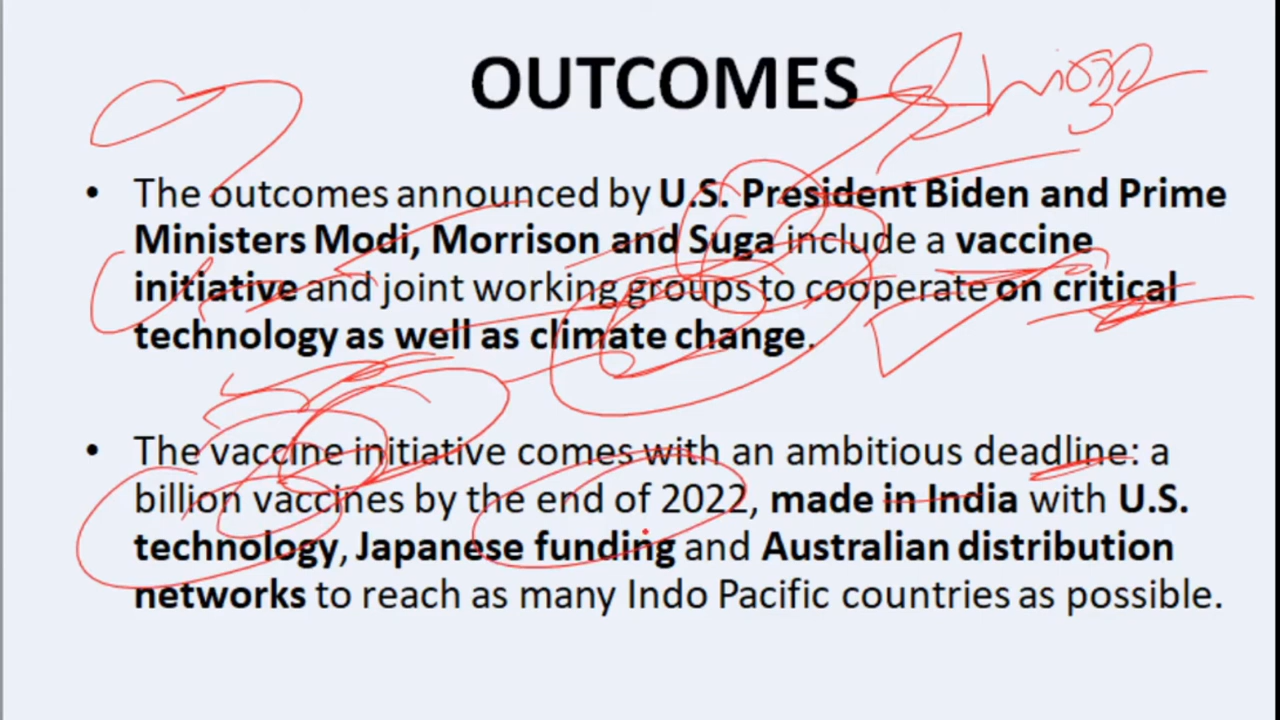 OUTCOMES
• The outcomes announced by U.S. President Biden and Prime
Ministers Modi, Morrison and Suga include a vaccine
initiative and joint working groups to cooperate on critical
technology as well as climate change.
• The vaccine initiative comes with an ambitious deadline: a
billion vaccines by the end of 2022, made in India with U.S.
technology, Japanese funding and Australian distribution
networks to reach as many Indo Pacific countries as possible.